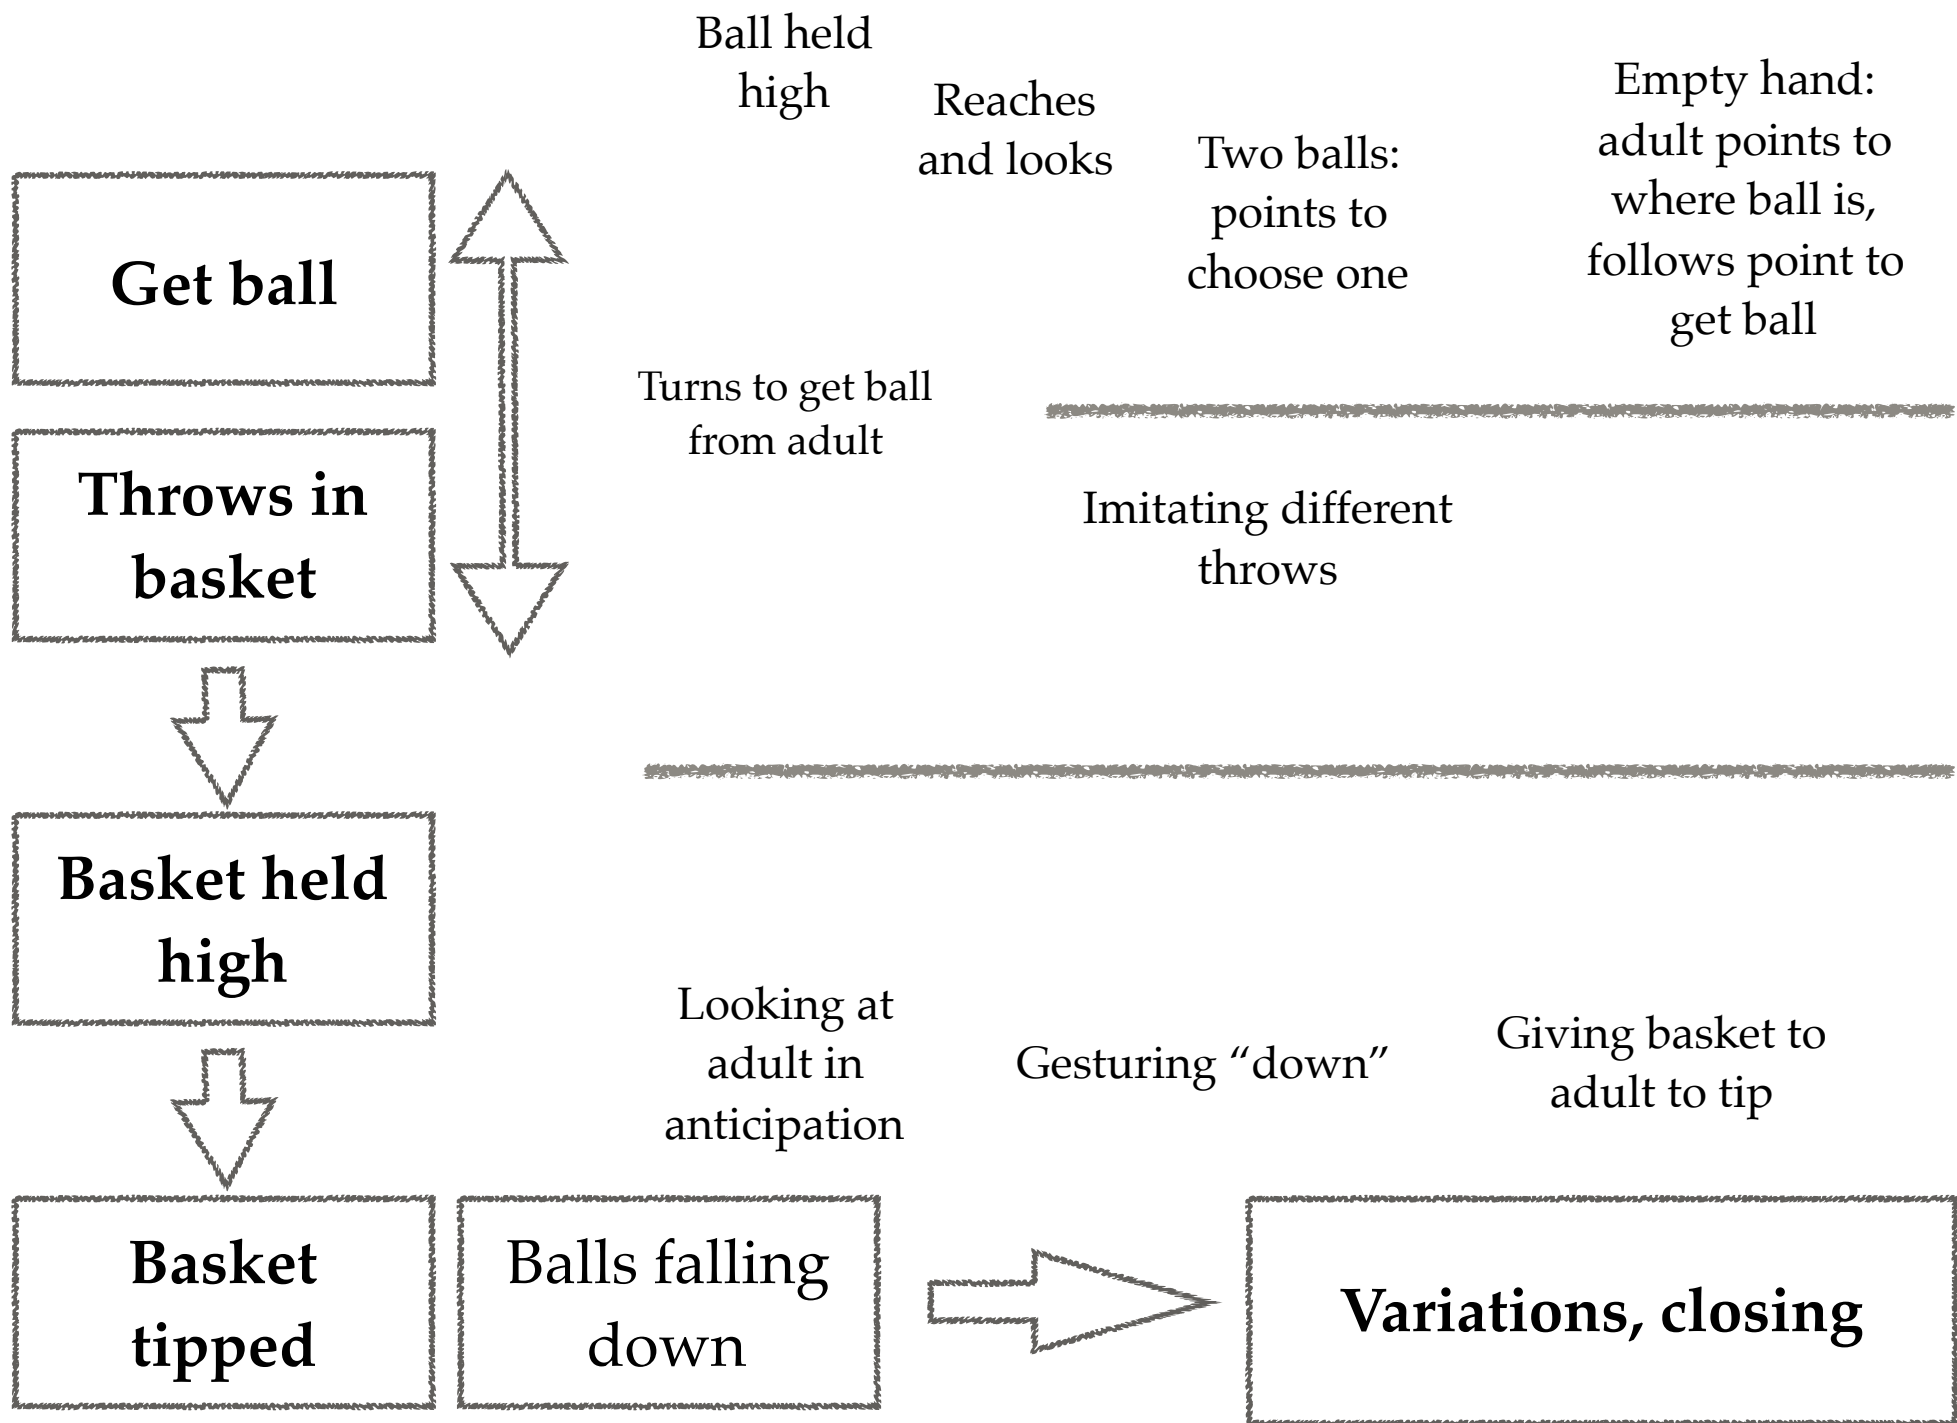 Ball held
high
Reaches
and looks
Two balls:
points to
choose one
Empty hand:
adult points to
where ball is,
follows point to
get ball
Get ball
Turns to get ball
from adult
Throws in
basket
Imitating different
throws
Basket held
high
Looking at
adult in
anticipation
Gesturing “down”
Giving basket to
adult to tip
Basket
tipped
Balls falling
down
Variations, closing